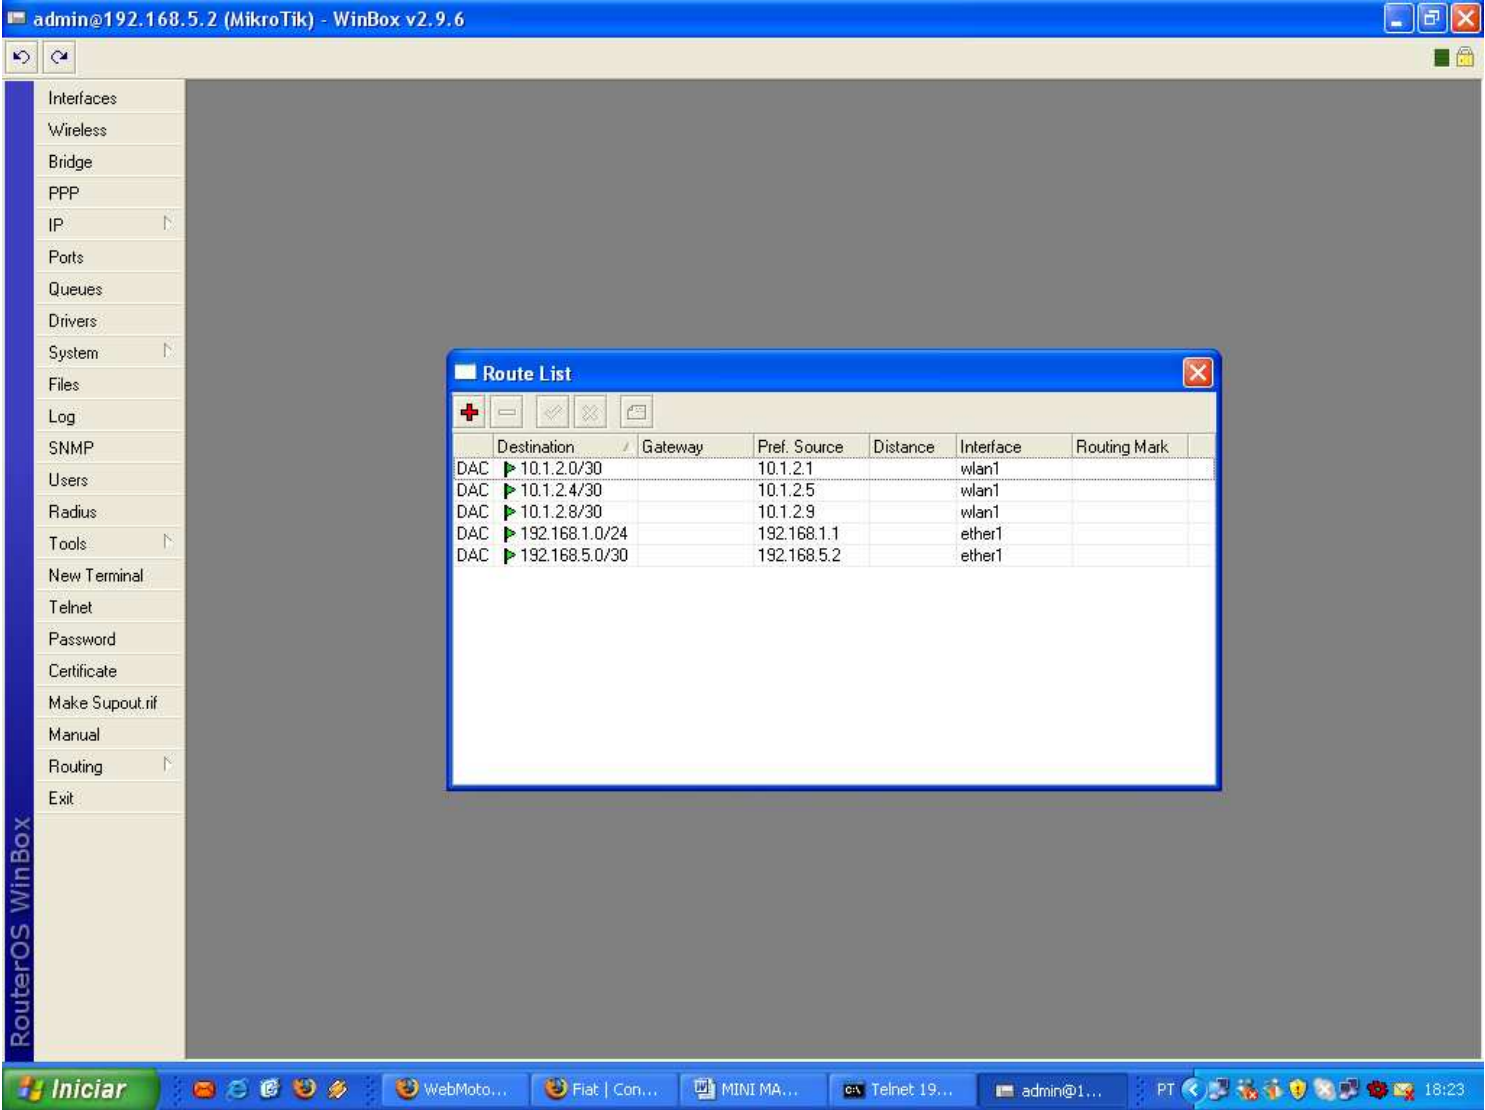 admin@192.168.5.2 (MikroTik) - WinBox v2.9.6
Interfaces
Wireless
Bridge
PPP
IP
Ports
Queues
Drivers
System
Files
Log
SNMP
Users
Radius
Tools
New Terminal
Telnet
Password
Certificate
Make Supout.rif
Manual
Routing
Exit
RouterOS WinBox
Route List
Destination Gateway Pref. Source Distance Interface Routing Mark
DAC 10.1.2.0/30 10.1.2.1 wlan1
DAC 10.1.2.4/30 10.1.2.5 wlan1
DAC 10.1.2.8/30 10.1.2.9 wlan1
DAC 192.168.1.0/24 192.168.1.1 ether1
DAC 192.168.5.0/30 192.168.5.2 ether1
Iniciar WebMoto... Fiat | Con... MINI MA... Telnet 19... admin@1... PT 18:23